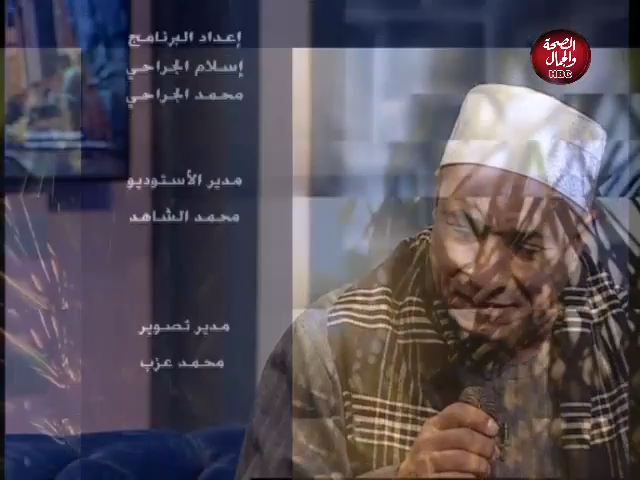 الصحة
والجمال
HBC
إعداد البرنامج
إسلام الجراحي
محمد الجراحي
مدير الأستوديو
محمد الشاهد
مدير تصوير
محمد عزب